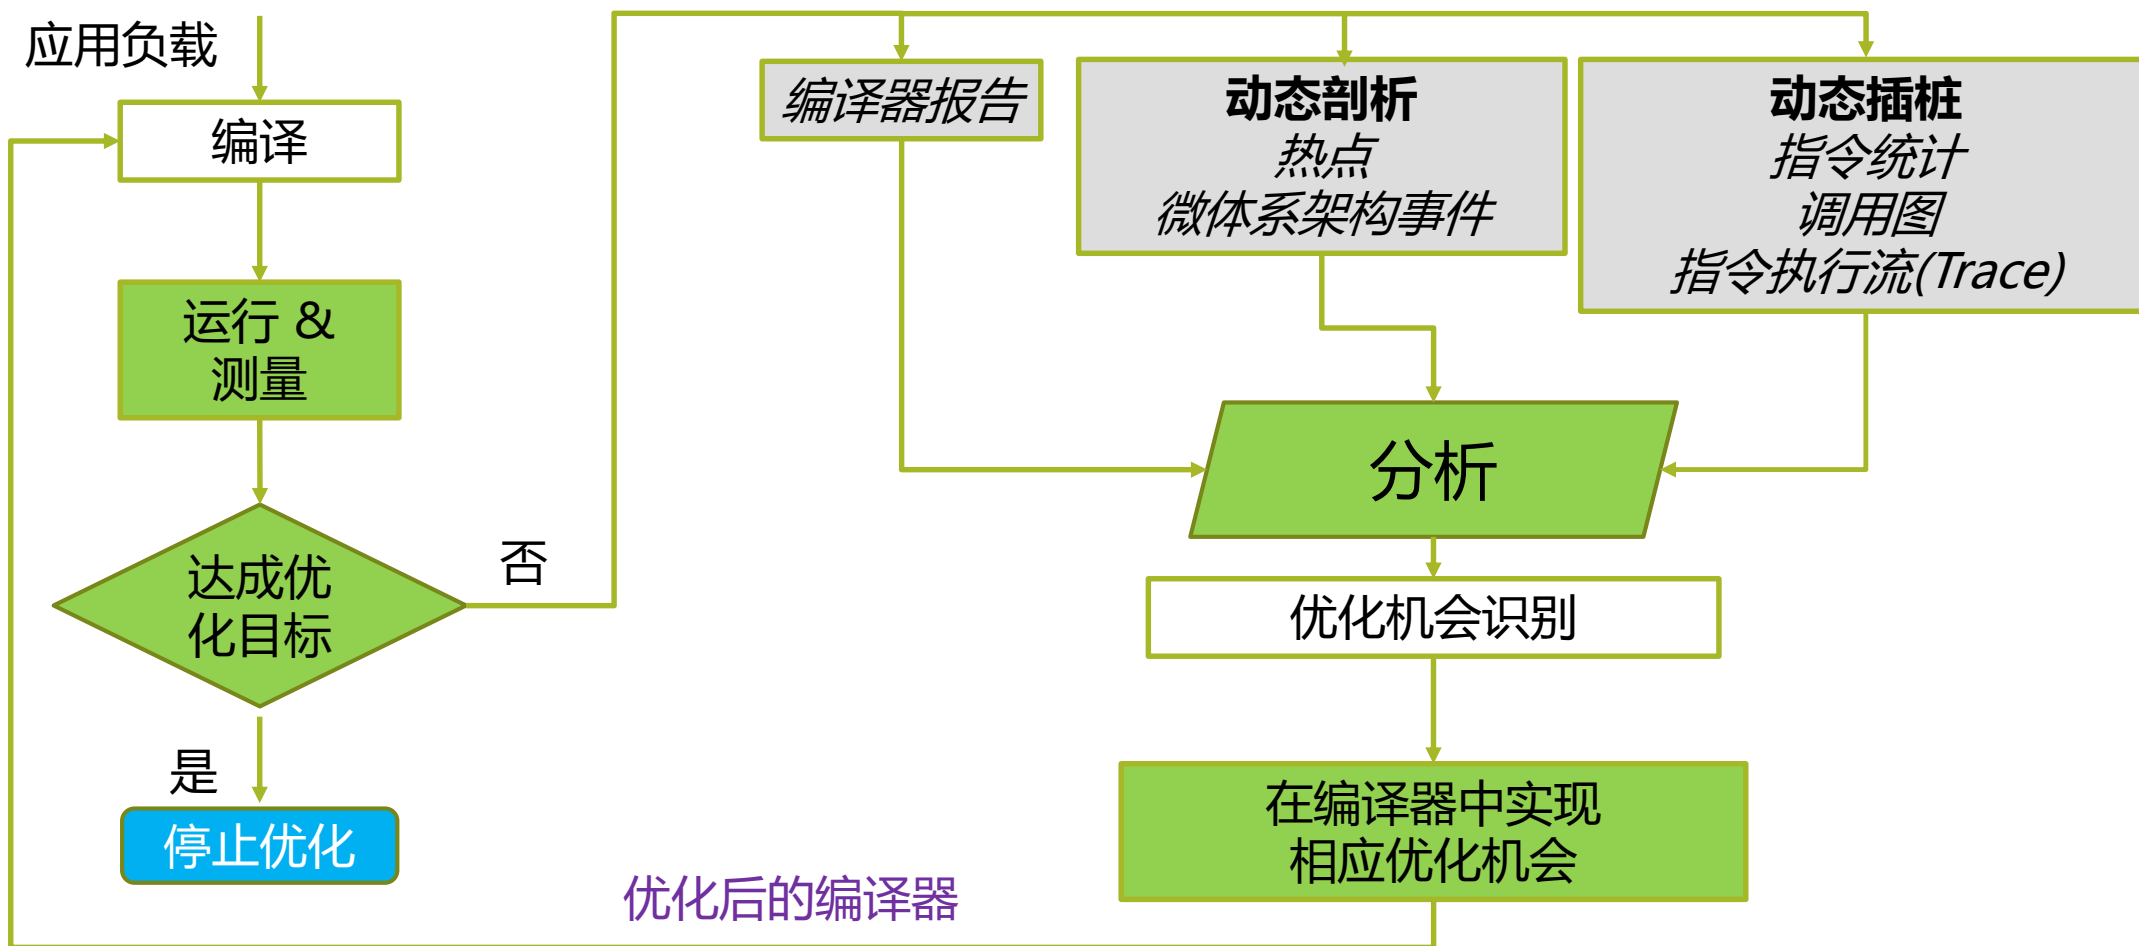 应用负载
编译
运行 &
测量
达成优
化目标
否
是
停止优化
编译器报告
动态剖析
热点
微体系架构事件
动态插桩
指令统计
调用图
指令执行流(Trace)
分析
优化机会识别
在编译器中实现
相应优化机会
优化后的编译器